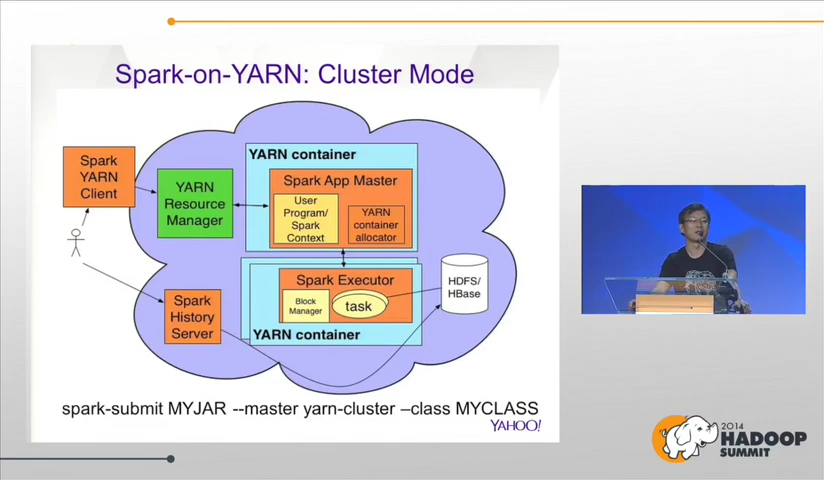 Spark-on-YARN: Cluster Mode
Spark
YARN
Client
YARN
Resource
Manager
YARN container
Spark App Master
User
Program/
Spark
Context
YARN
container
allocator
Spark Executor
Block
Manager
task
YARN container
HDFS/
HBase
Spark
History
Server
spark-submit MYJAR --master yarn-cluster –class MYCLASS
YAHOO!
2014
HADOOP
SUMMIT